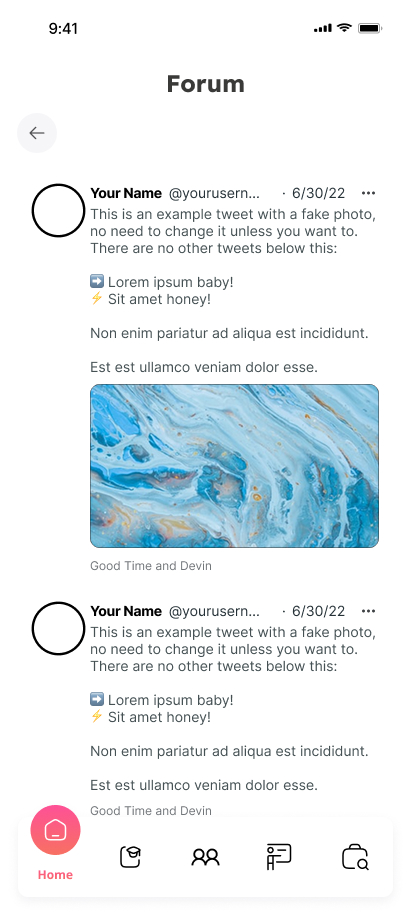 9:41
Forum
Your Name @yourusern... · 6/30/22
This is an example tweet with a fake photo,
no need to change it unless you want to.
There are no other tweets below this:
➡️ Lorem ipsum baby!
⚡ Sit amet honey!
Non enim pariatur ad aliqua est incididunt.
Est est ullamco veniam dolor esse.
Good Time and Devin
Your Name @yourusern... · 6/30/22
This is an example tweet with a fake photo,
no need to change it unless you want to.
There are no other tweets below this:
➡️ Lorem ipsum baby!
⚡ Sit amet honey!
Non enim pariatur ad aliqua est incididunt.
Est est ullamco veniam dolor esse.
Good Time and Devin
Home